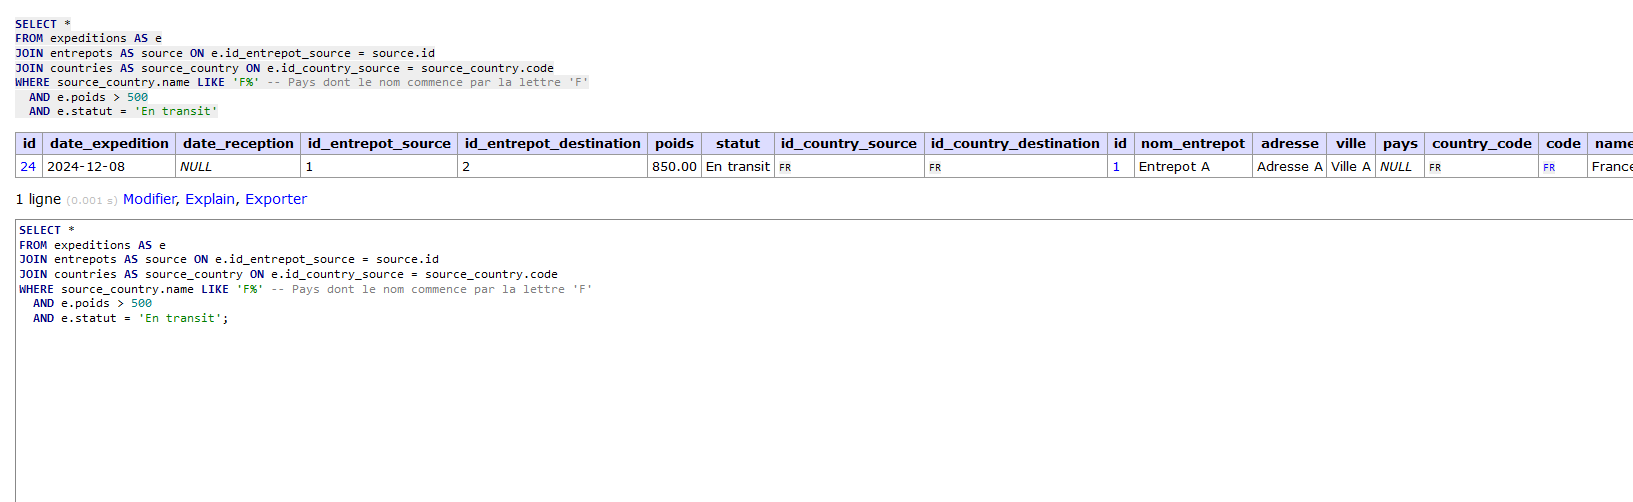 SELECT *
FROM expeditions AS e
JOIN entrepots AS source ON e.id_entrepot_source = source.id
JOIN countries AS source_country ON e.id_country_source = source_country.code
WHERE source_country.name LIKE 'F%' -- Pays dont le nom commence par la lettre 'F'
  AND e.poids > 500
  AND e.statut = 'En transit'
id date_expedition date_reception id_entrepot_source id_entrepot_destination poids statut id_country_source id_country_destination id nom_entrepot adresse ville pays country_code code name
24 2024-12-08 NULL 1 2 850.00 En transit FR FR 1 Entrepot A Adresse A Ville A NULL FR FR France
1 ligne (0.001 s) Modifier, Explain, Exporter
SELECT *
FROM expeditions AS e
JOIN entrepots AS source ON e.id_entrepot_source = source.id
JOIN countries AS source_country ON e.id_country_source = source_country.code
WHERE source_country.name LIKE 'F%' -- Pays dont le nom commence par la lettre 'F'
  AND e.poids > 500
  AND e.statut = 'En transit';